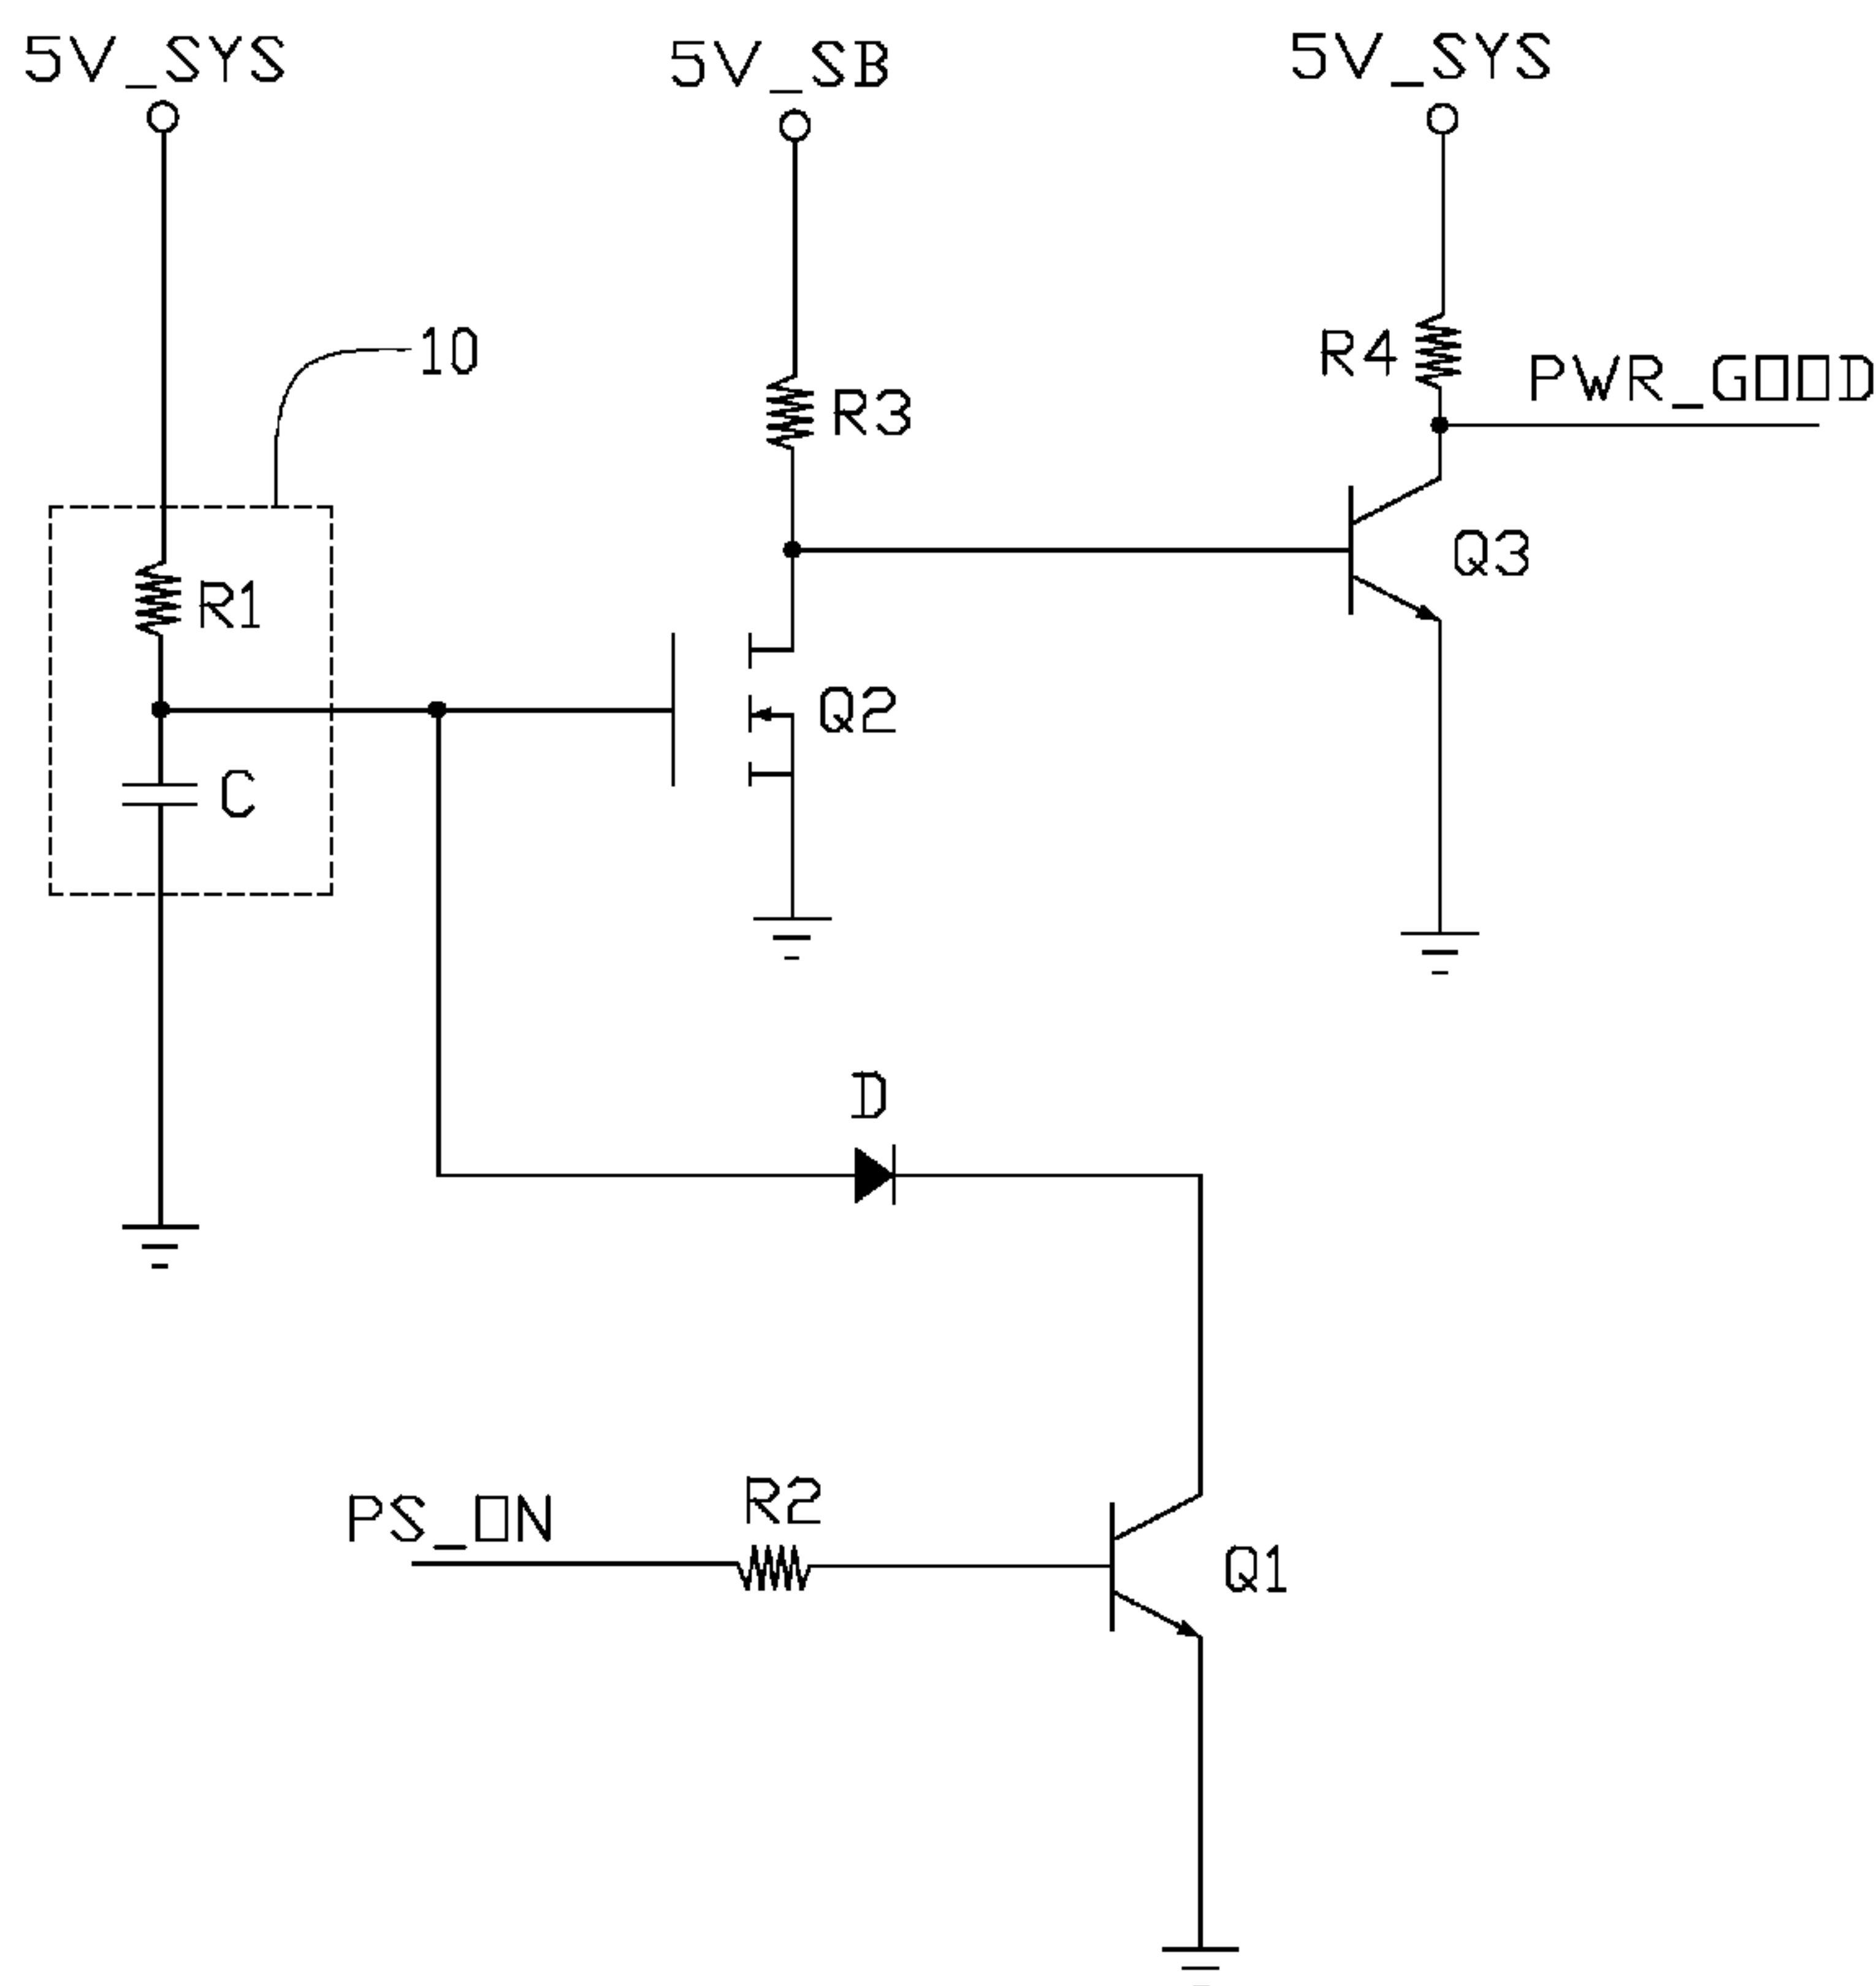 5V_SYS
5V_SB
5V_SYS
10
R4
PWR_GOOD
R3
Q3
R1
Q2
C
D
R2
PS_ON
Q1